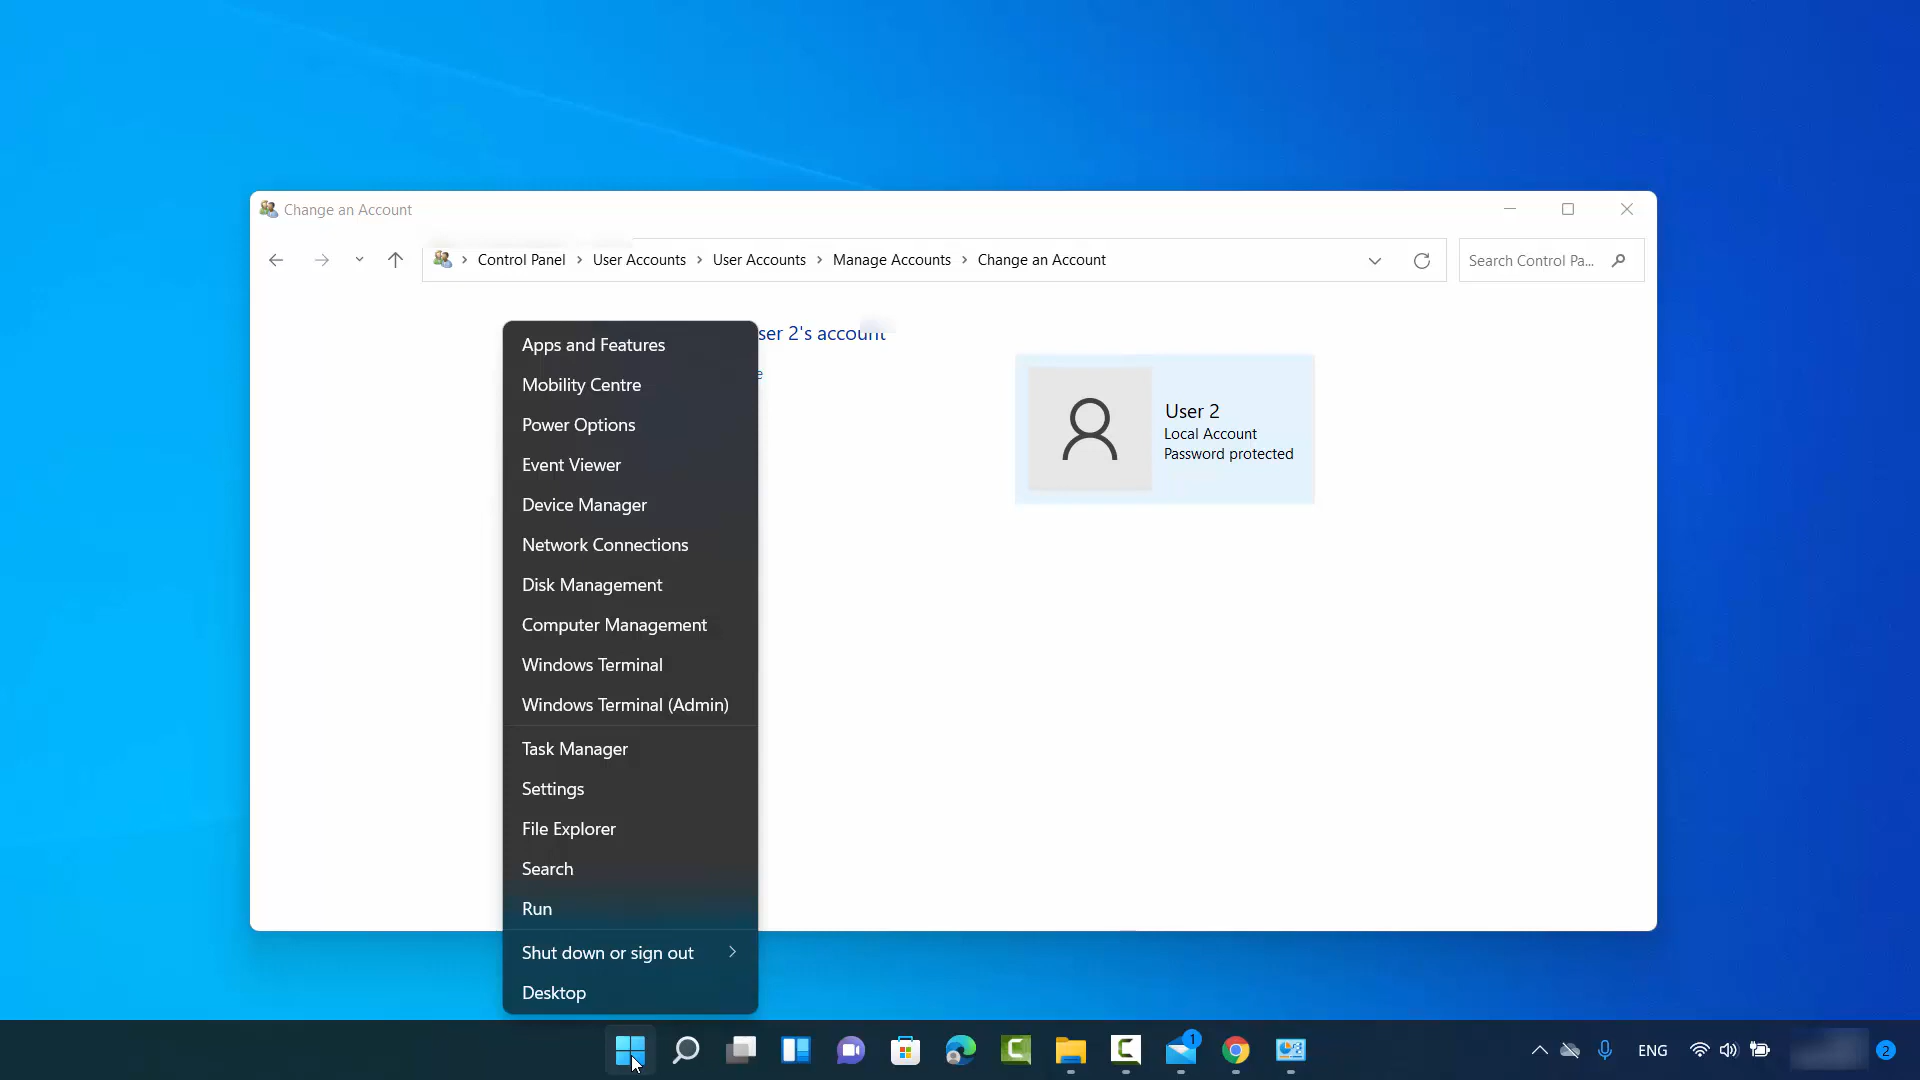 Change an Account
Control Panel > User Accounts > User Accounts > Manage Accounts > Change an Account
Search Control Pa...
ser 2's account
e
User 2
Local Account
Password protected
Apps and Features
Mobility Centre
Power Options
Event Viewer
Device Manager
Network Connections
Disk Management
Computer Management
Windows Terminal
Windows Terminal (Admin)
Task Manager
Settings
File Explorer
Search
Run
Shut down or sign out
Desktop
1
ENG
2